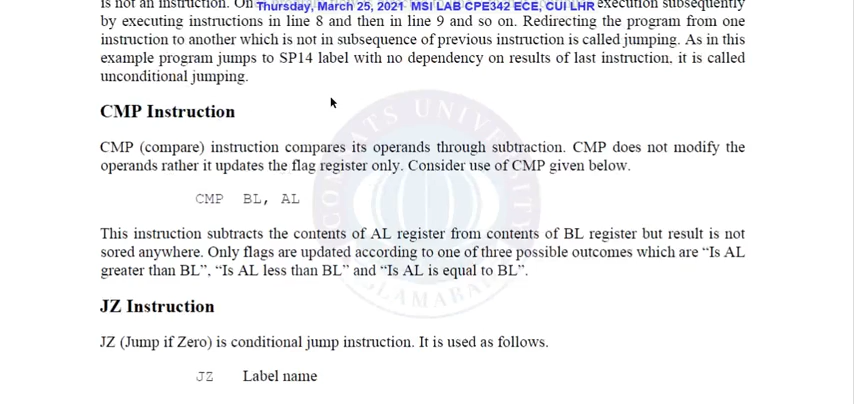 is not an instruction. On
Thursday, March 25, 2021 MSI LAB CPE342 ECE, CUI LHR
execution subsequently
by executing instructions in line 8 and then in line 9 and so on. Redirecting the program from one
instruction to another which is not in subsequence of previous instruction is called jumping. As in this
example program jumps to SP14 label with no dependency on results of last instruction, it is called
unconditional jumping.
CMP Instruction
CMP (compare) instruction compares its operands through subtraction. CMP does not modify the
operands rather it updates the flag register only. Consider use of CMP given below.
CMP BL, AL
This instruction subtracts the contents of AL register from contents of BL register but result is not
sored anywhere. Only flags are updated according to one of three possible outcomes which are “Is AL
greater than BL”, “Is AL less than BL” and “Is AL is equal to BL”.
JZ Instruction
JZ (Jump if Zero) is conditional jump instruction. It is used as follows.
JZ Label name